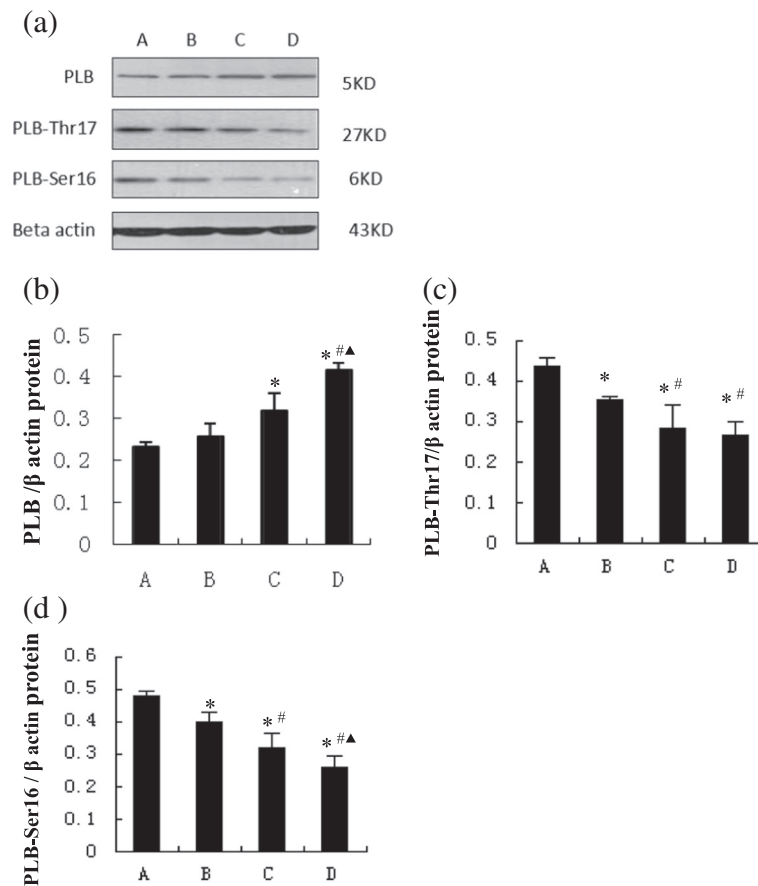 (a)
A B C D
PLB 5KD
PLB-Thr17 27KD
PLB-Ser16 6KD
Beta actin 43KD
(b)
PLB /β actin protein
0.5
0.4
0.3
0.2
0.1
0
*
* #▲
A B C D
(c)
PLB-Thr17/β actin protein
0.5
0.4
0.3
0.2
0.1
0
*
* #
* #
A B C D
(d )
PLB-Ser16 / β actin protein
0.6
0.5
0.4
0.3
0.2
0.1
0
*
* #
* #▲
A B C D